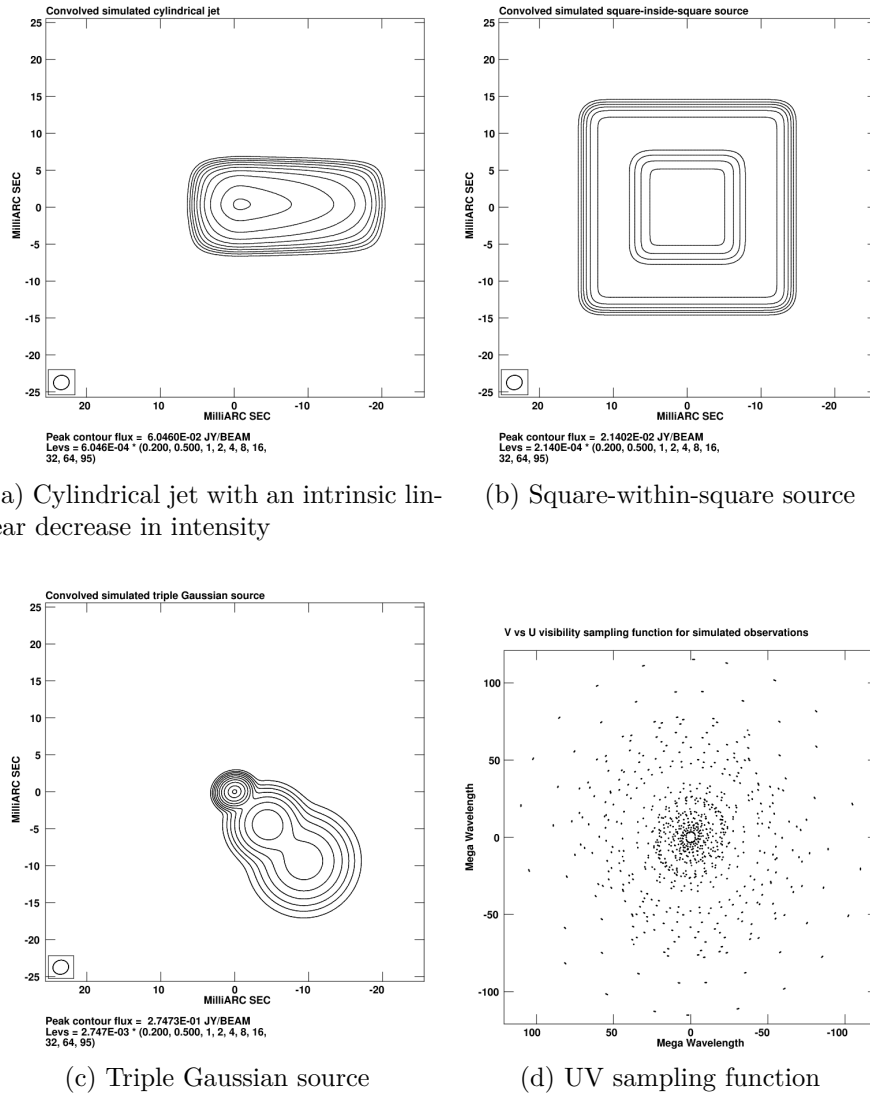 Convolved simulated cylindrical jet
25
20
15
10
5
0
-5
-10
-15
-20
-25
MilliARC SEC
20 10 0 -10 -20
MilliARC SEC
Peak contour flux = 6.0460E-02 JY/BEAM
Levs = 6.046E-04 * (0.200, 0.500, 1, 2, 4, 8, 16,
32, 64, 95)
a) Cylindrical jet with an intrinsic lin-
ear decrease in intensity
Convolved simulated square-inside-square source
25
20
15
10
5
0
-5
-10
-15
-20
-25
MilliARC SEC
20 10 0 -10 -20
MilliARC SEC
Peak contour flux = 2.1402E-02 JY/BEAM
Levs = 2.140E-04 * (0.200, 0.500, 1, 2, 4, 8, 16,
32, 64, 95)
(b) Square-within-square source
Convolved simulated triple Gaussian source
25
20
15
10
5
0
-5
-10
-15
-20
-25
MilliARC SEC
20 10 0 -10 -20
MilliARC SEC
Peak contour flux = 2.7473E-01 JY/BEAM
Levs = 2.747E-03 * (0.200, 0.500, 1, 2, 4, 8, 16,
32, 64, 95)
(c) Triple Gaussian source
V vs U visibility sampling function for simulated observations
100
50
0
-50
-100
Mega Wavelength
100 50 0 -50 -100
Mega Wavelength
(d) UV sampling function